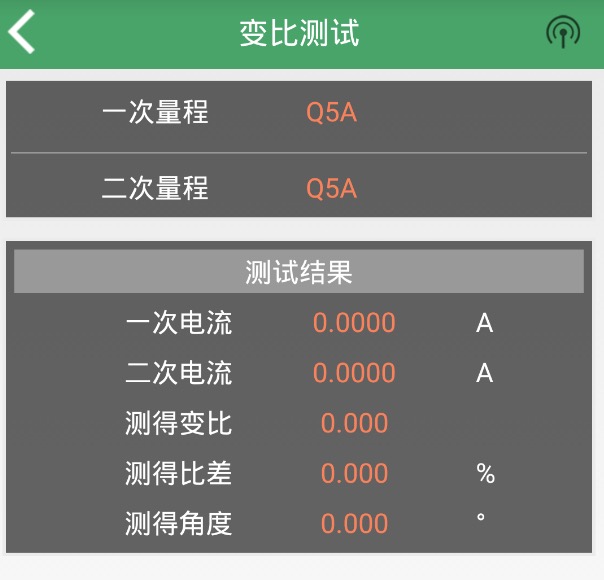 变比测试
一次量程 Q5A
二次量程 Q5A
测试结果
一次电流 0.0000 A
二次电流 0.0000 A
测得变比 0.000
测得比差 0.000 %
测得角度 0.000 °